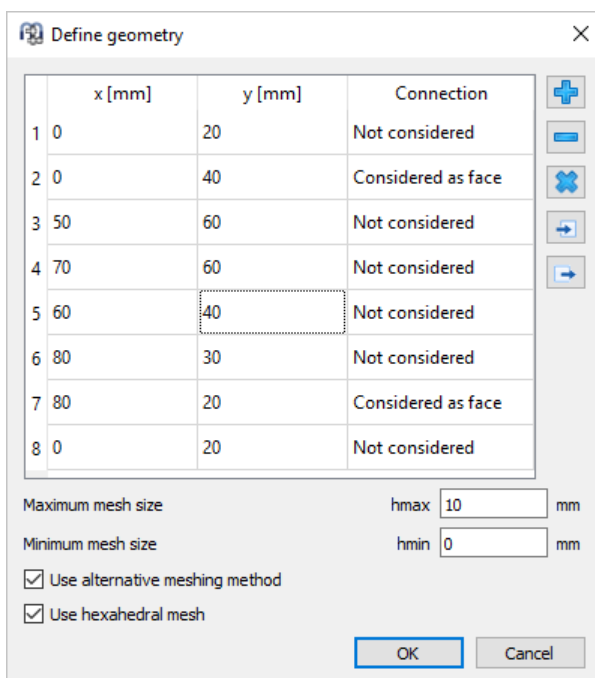 Define geometry
x [mm] y [mm] Connection
1 0 20 Not considered
2 0 40 Considered as face
3 50 60 Not considered
4 70 60 Not considered
5 60 40 Not considered
6 80 30 Not considered
7 80 20 Considered as face
8 0 20 Not considered
Maximum mesh size hmax 10 mm
Minimum mesh size hmin 0 mm
Use alternative meshing method
Use hexahedral mesh
OK Cancel